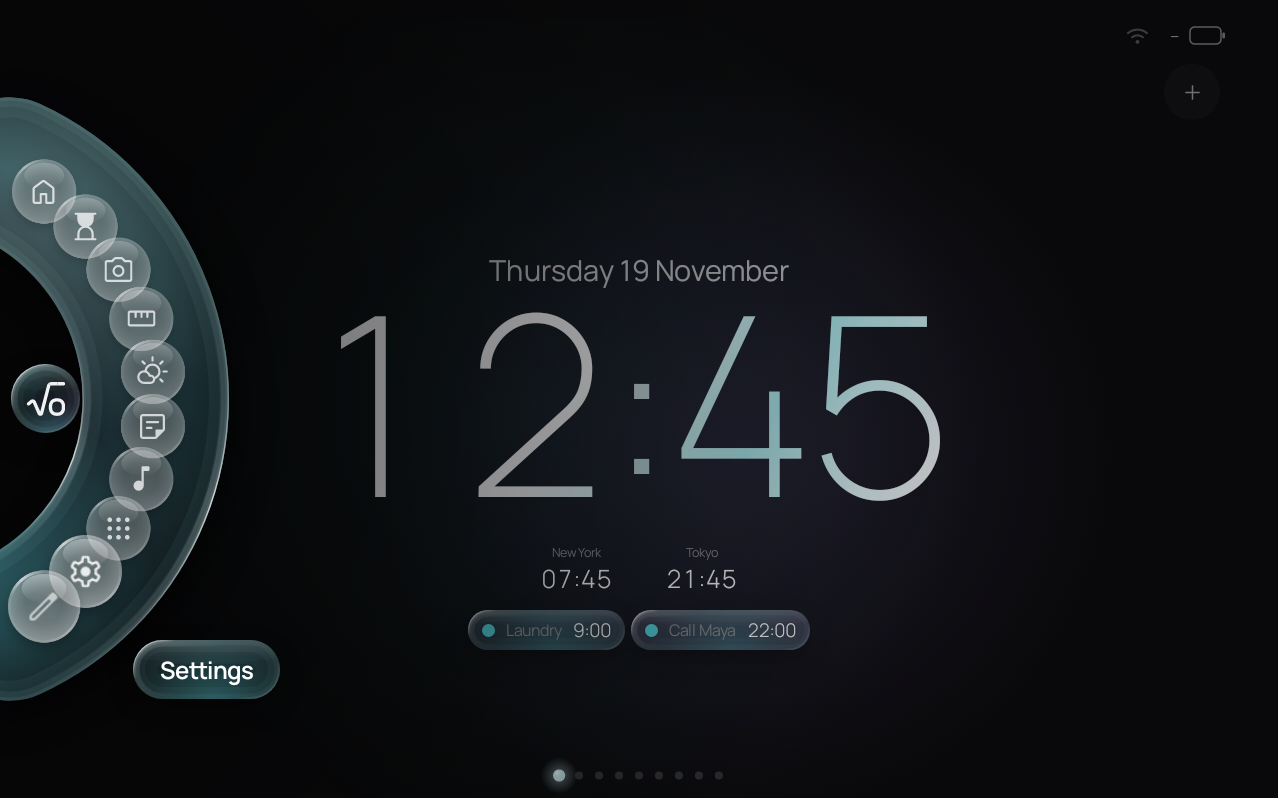 -
Thursday 19 November
12:45
New York
Tokyo
07:45
21:45
Laundry 9:00
Call Maya 22:00
Settings